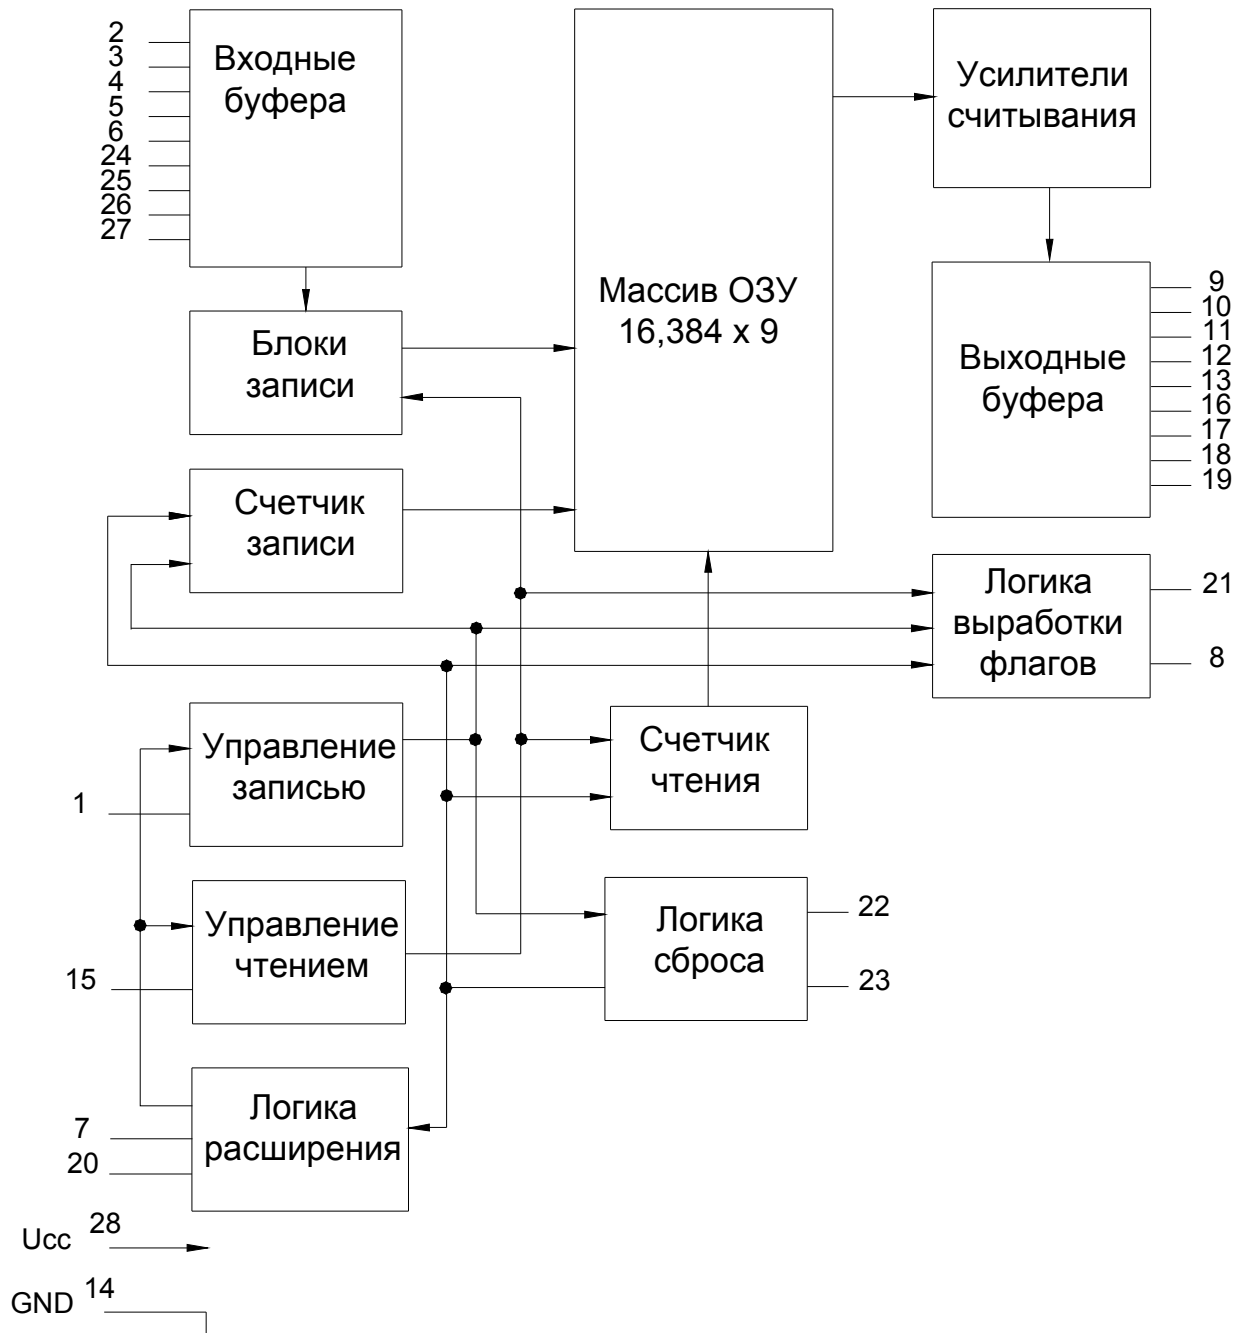 2
3
4
5
6
24
25
26
27
Входные
буфера
Массив ОЗУ
16,384 x 9
Усилители
считывания
Блоки
записи
Выходные
буфера
9
10
11
12
13
16
17
18
19
Счетчик
записи
Логика
выработки
флагов
21
8
Управление
записью
1
Счетчик
чтения
Управление
чтением
15
Логика
сброса
22
23
Логика
расширения
7
20
Ucc 28
GND 14